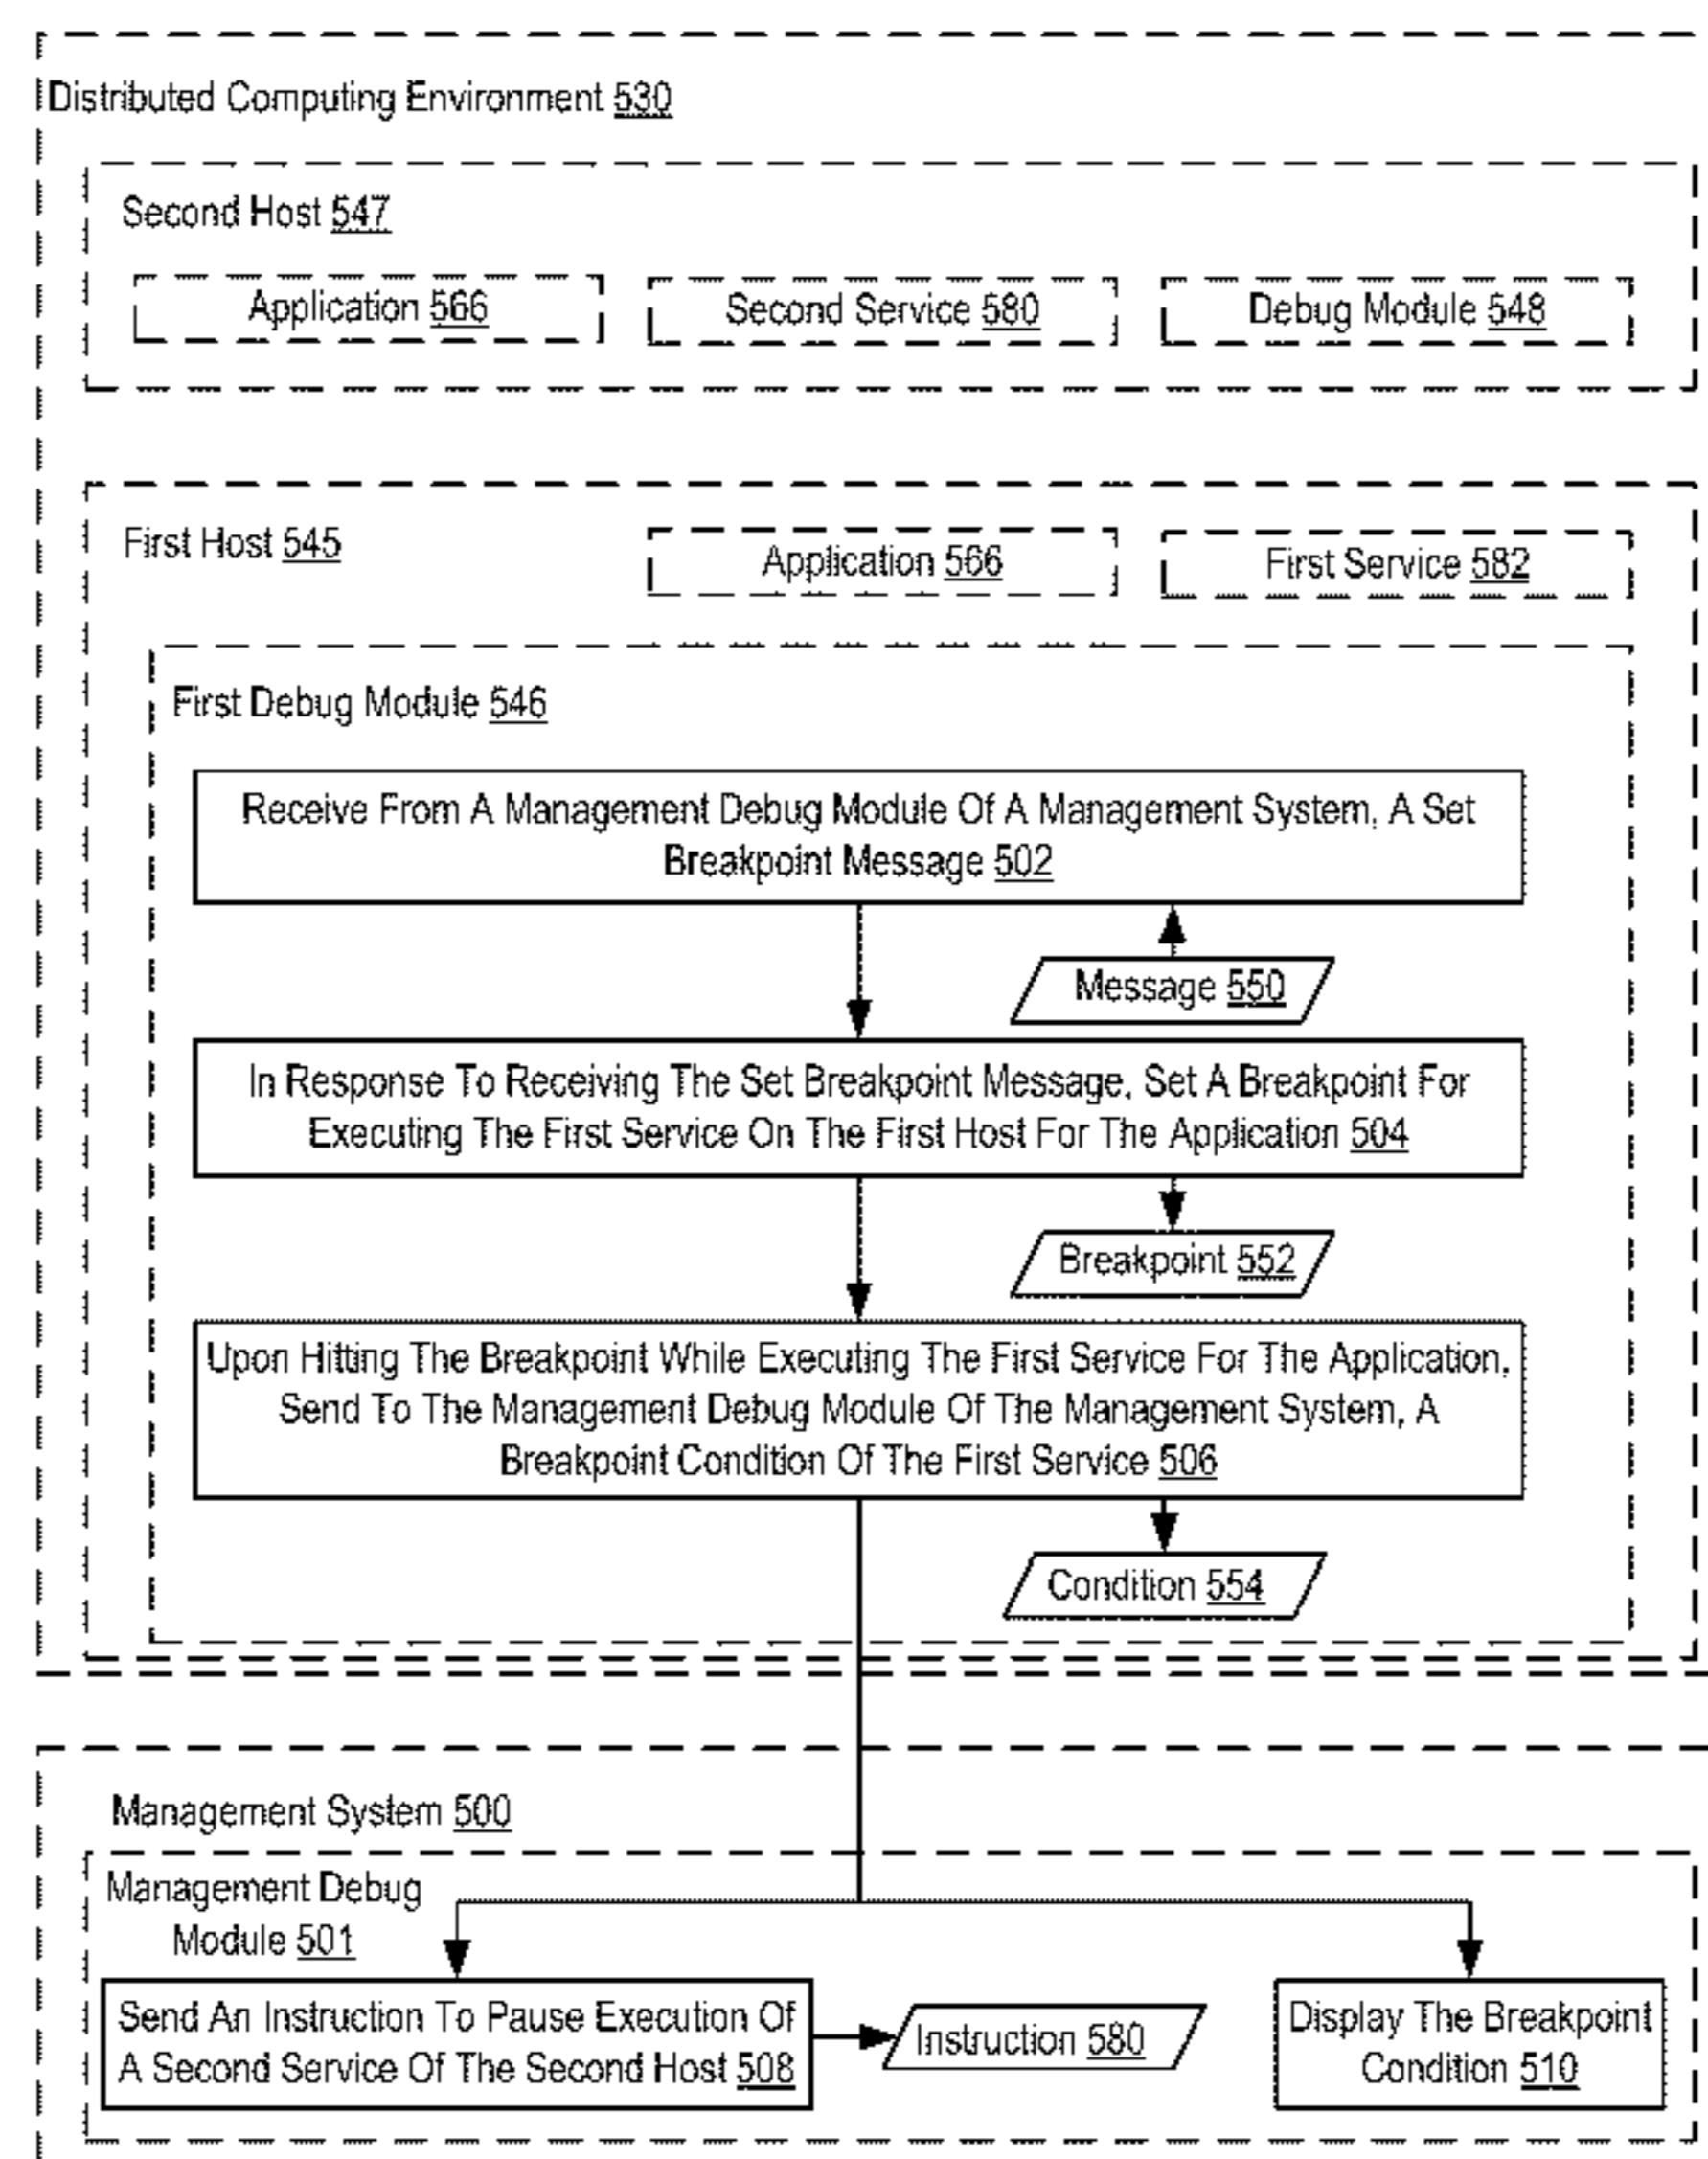 Distributed Computing Environment 530
Second Host 547
Application 566
Second Service 580
Debug Module 548
First Host 545
Application 566
First Service 582
First Debug Module 546
Receive From A Management Debug Module Of A Management System, A Set
Breakpoint Message 502
Message 550
In Response To Receiving The Set Breakpoint Message, Set A Breakpoint For
Executing The First Service On The First Host For The Application 504
Breakpoint 552
Upon Hitting The Breakpoint While Executing The First Service For The Application,
Send To The Management Debug Module Of The Management System, A
Breakpoint Condition Of The First Service 506
Condition 554
Management System 500
Management Debug
Module 501
Send An Instruction To Pause Execution Of
A Second Service Of The Second Host 508
Instruction 580
Display The Breakpoint
Condition 510